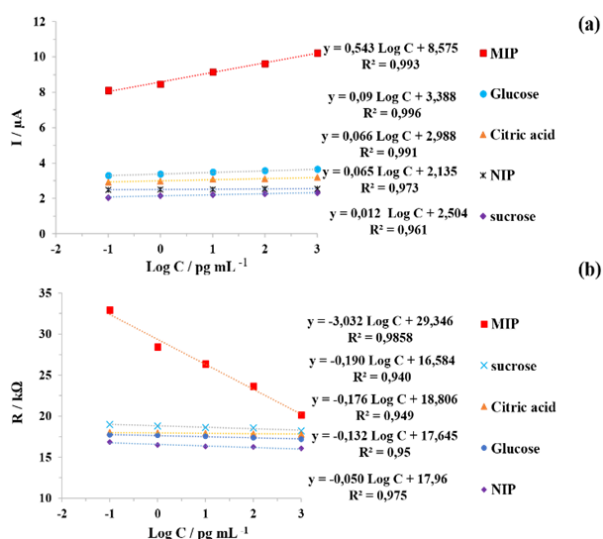 (a)
12
10
8
6
4
2
0
I / µA
-2
-1
0
1
2
3
Log C / pg mL -1
y = 0,543 Log C + 8,575
R² = 0,993
y = 0,09 Log C + 3,388
R² = 0,996
y = 0,066 Log C + 2,988
R² = 0,991
y = 0,065 Log C + 2,135
R² = 0,973
y = 0,012 Log C + 2,504
R² = 0,961
MIP
Glucose
Citric acid
NIP
sucrose
(b)
35
30
25
20
15
10
R / kΩ
-2
-1
0
1
2
3
Log C / pg mL -1
y = -3,032 Log C + 29,346
R² = 0,9858
y = -0,190 Log C + 16,584
R² = 0,940
y = -0,176 Log C + 18,806
R² = 0,949
y = -0,132 Log C + 17,645
R² = 0,95
y = -0,050 Log C + 17,96
R² = 0,975
MIP
sucrose
Citric acid
Glucose
NIP